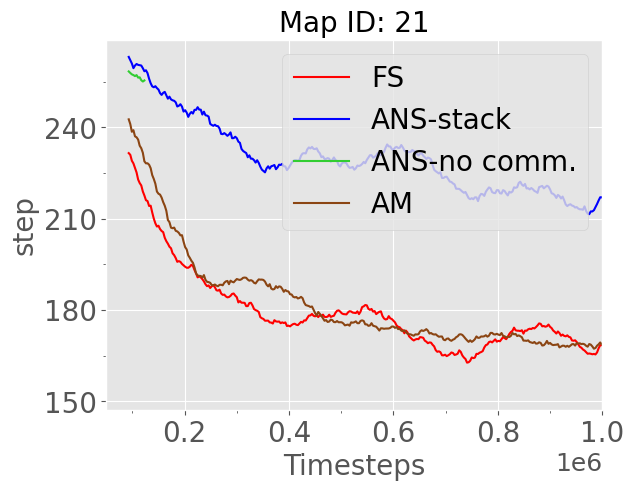 Map ID: 21
FS
ANS-stack
ANS-no comm.
AM
step
240
210
180
150
0.2 0.4 0.6 0.8 1.0
Timesteps
1e6